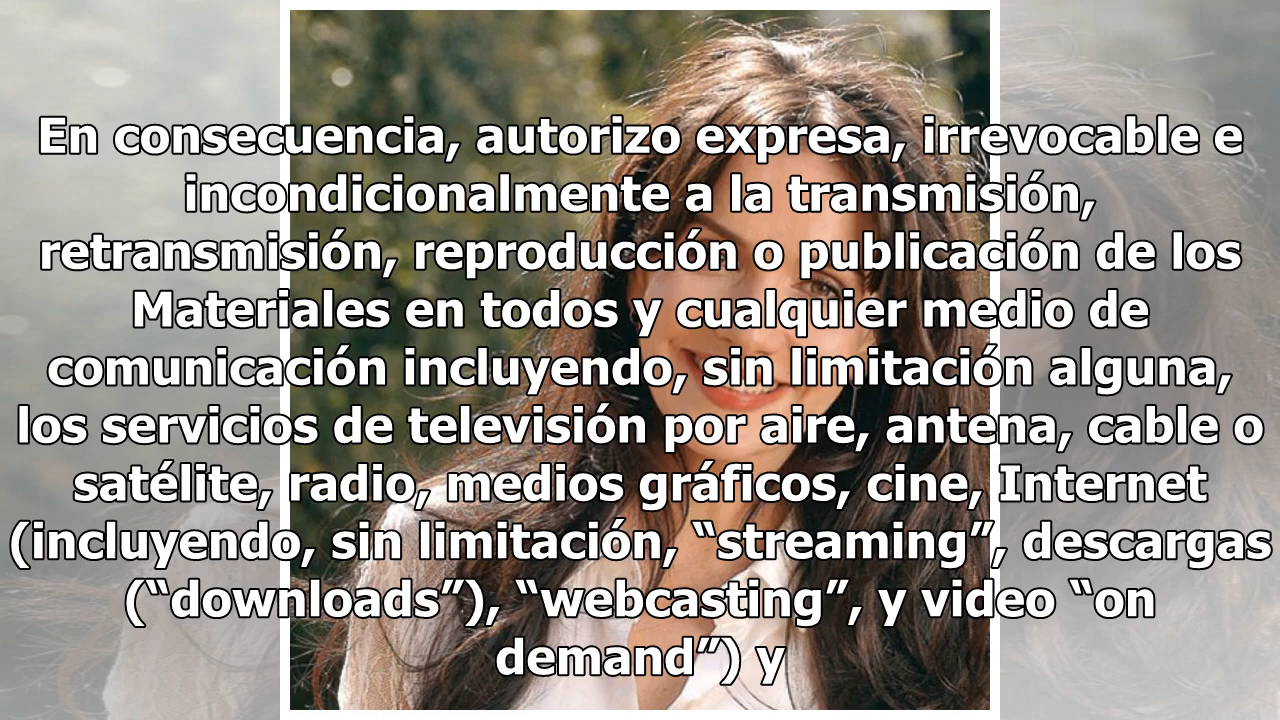 En consecuencia, autorizo expresa, irrevocable e
incondicionalmente a la transmisión,
retransmisión, reproducción o publicación de los
Materiales en todos y cualquier medio de
comunicación incluyendo, sin limitación alguna,
los servicios de televisión por aire, antena, cable o
satélite, radio, medios gráficos, cine, Internet
(incluyendo, sin limitación, “streaming”, descargas
(“downloads”), “webcasting”, y video “on
demand”) y